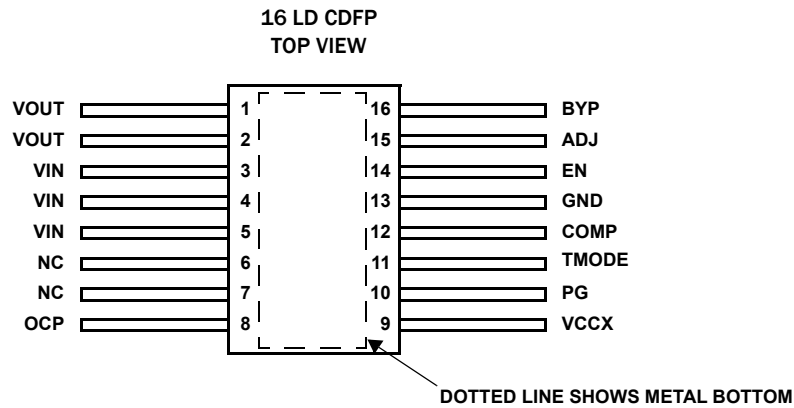 16 LD CDFP
TOP VIEW
VOUT 1 16 BYP
VOUT 2 15 ADJ
VIN 3 14 EN
VIN 4 13 GND
VIN 5 12 COMP
NC 6 11 TMODE
NC 7 10 PG
OCP 8 9 VCCX
DOTTED LINE SHOWS METAL BOTTOM